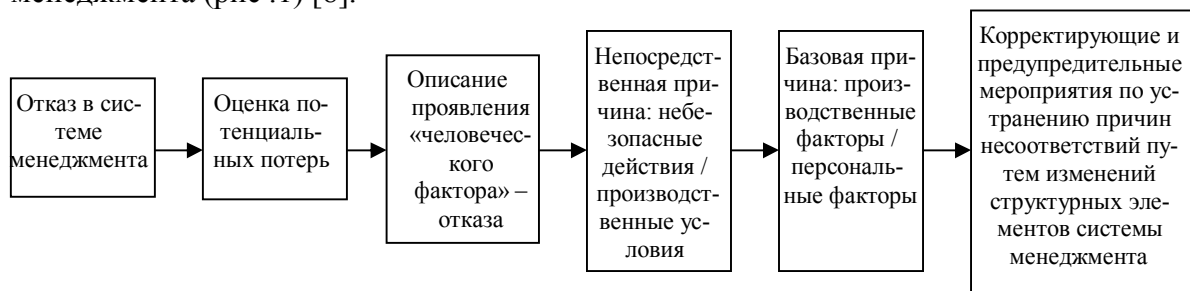 менеджмента (рис .1) [6].
Отказ в сис-
теме
менеджмента
Оценка по-
тенциаль-
ных потерь
Описание
проявления
«человечес-
кого
фактора» –
отказа
Непосредст-
венная при-
чина: небе-
зопасные
действия /
производст-
венные ус-
ловия
Базовая при-
чина: произ-
водственные
факторы /
персональ-
ные факторы
Корректирующие и
предупредительные
мероприятия по ус-
транению причин
несоответствий пу-
тем изменений
структурных эле-
ментов системы
менеджмента